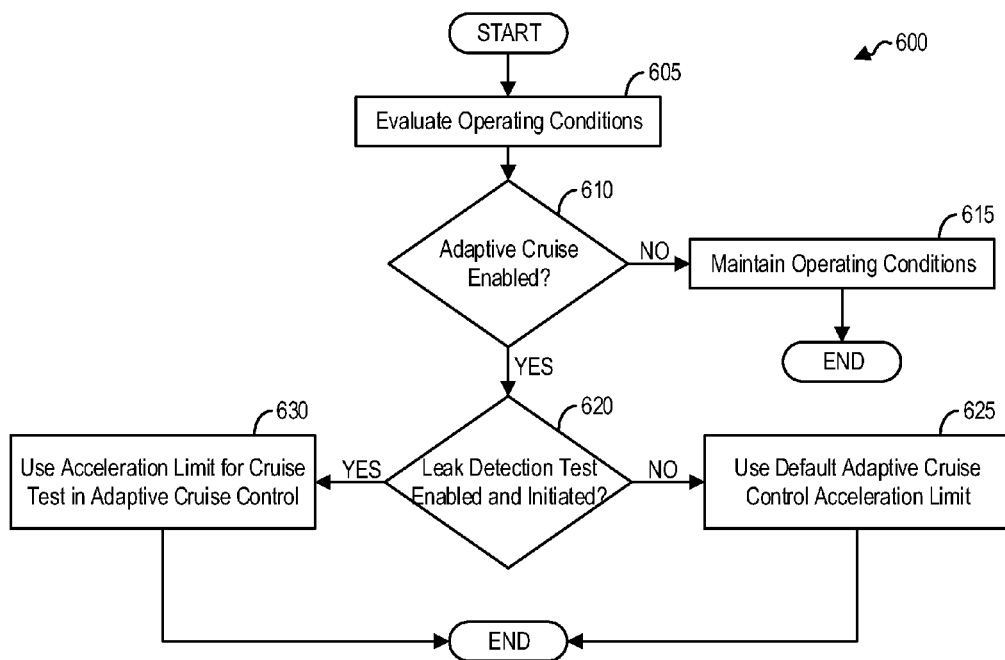 START
600
605
Evaluate Operating Conditions
610
Adaptive Cruise
Enabled?
NO
615
Maintain Operating Conditions
END
YES
620
Leak Detection Test
Enabled and Initiated?
YES
630
Use Acceleration Limit for Cruise
Test in Adaptive Cruise Control
NO
625
Use Default Adaptive Cruise
Control Acceleration Limit
END